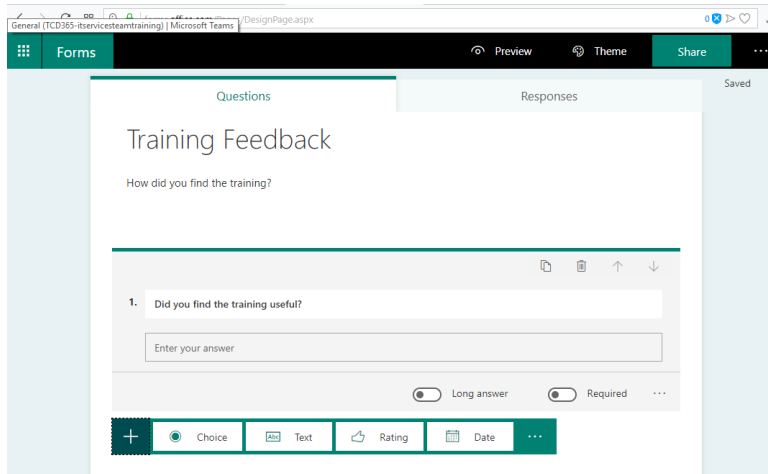 /DesignPage.aspx
0
General (TCD365-itservicesteamtraining) | Microsoft Teams
Forms
Preview
Theme
Share
...
Saved
Questions
Responses
Training Feedback
How did you find the training?
1. Did you find the training useful?
Enter your answer
Long answer
Required
...
+
Choice
Abc Text
Rating
Date
...